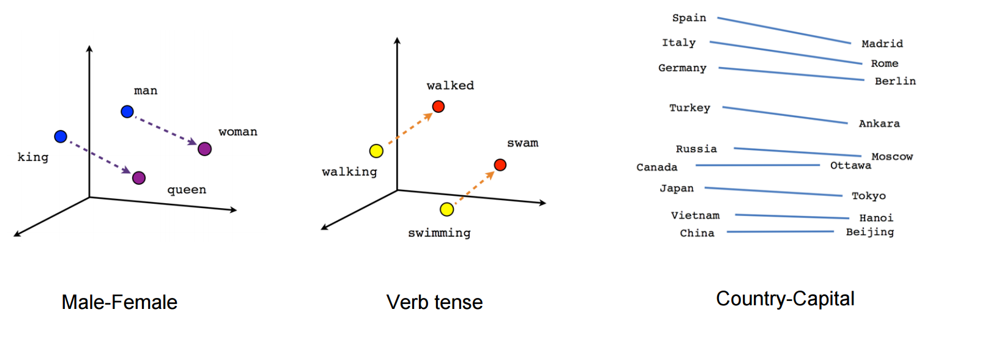 man
woman
king
queen
Male-Female
walked
swam
walking
swimming
Verb tense
Spain
Madrid
Italy
Rome
Germany
Berlin
Turkey
Ankara
Russia
Moscow
Canada
Ottawa
Japan
Tokyo
Vietnam
Hanoi
China
Beijing
Country-Capital